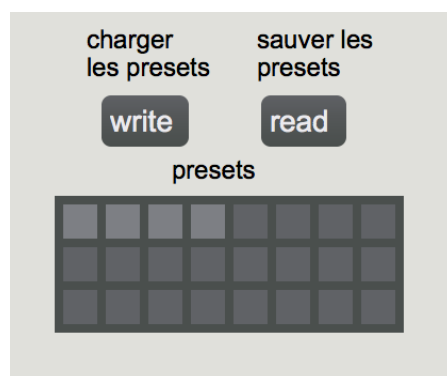 charger
les presets
sauver les
presets
write
read
presets